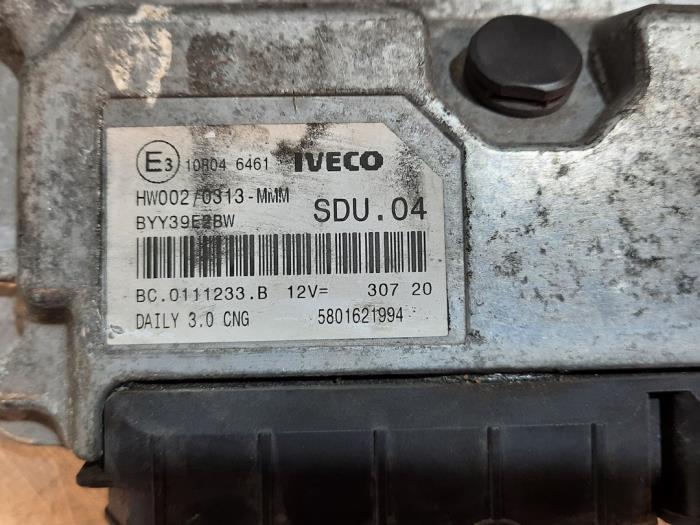 E3 10R04 6461 IVECO
HW002/0313-MMM
BYY39E2BW SDU.04
BC.0111233.B 12V= 307 20
DAILY 3.0 CNG 5801621994